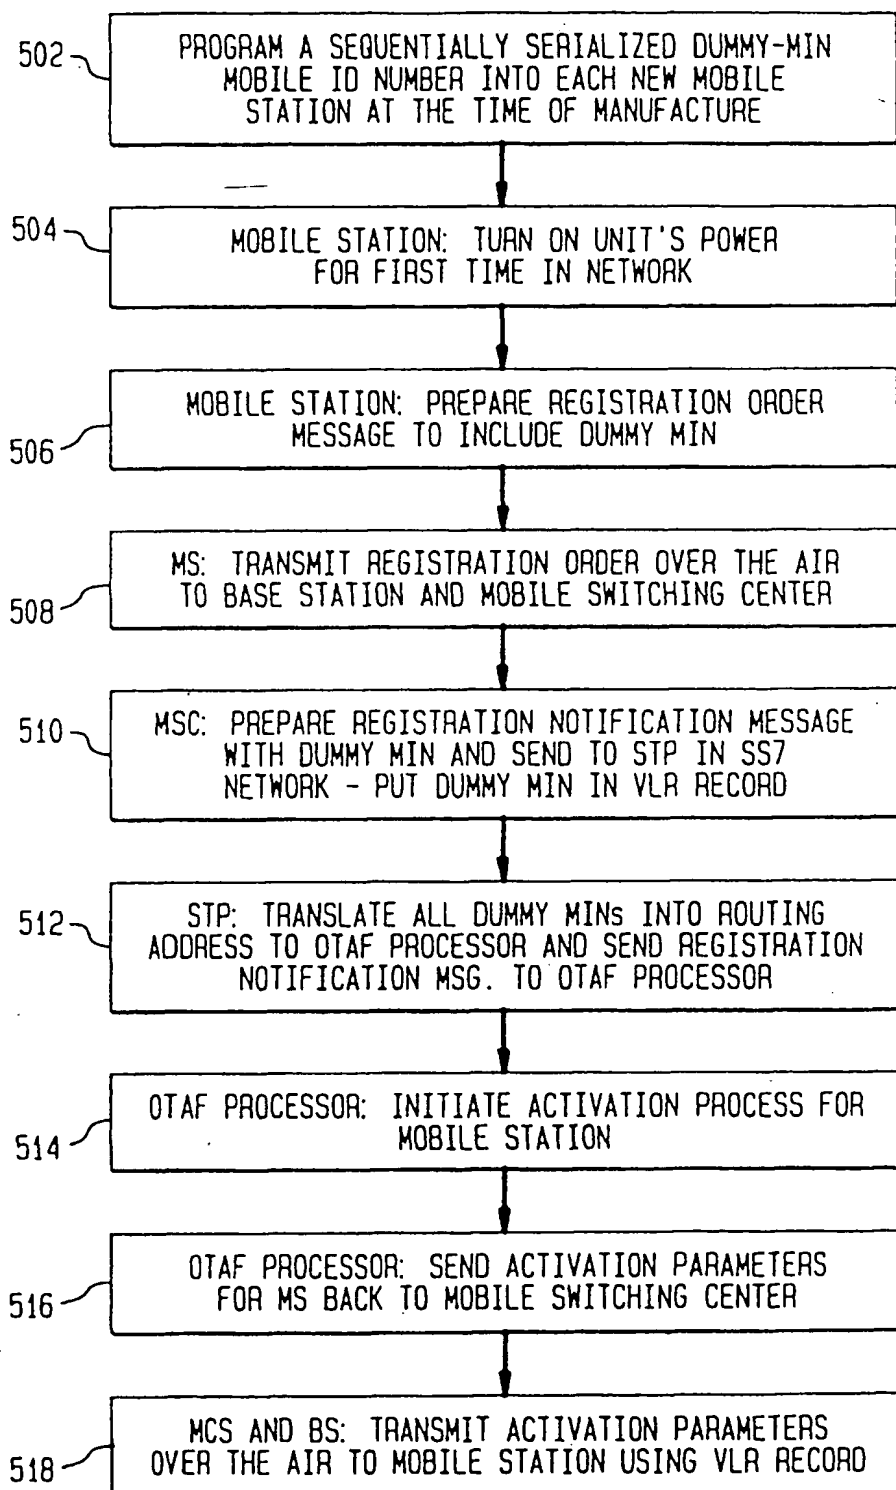 502
PROGRAM A SEQUENTIALLY SERIALIZED DUMMY-MIN
MOBILE ID NUMBER INTO EACH NEW MOBILE
STATION AT THE TIME OF MANUFACTURE
504
MOBILE STATION: TURN ON UNIT'S POWER
FOR FIRST TIME IN NETWORK
506
MOBILE STATION: PREPARE REGISTRATION ORDER
MESSAGE TO INCLUDE DUMMY MIN
508
MS: TRANSMIT REGISTRATION ORDER OVER THE AIR
TO BASE STATION AND MOBILE SWITCHING CENTER
510
MSC: PREPARE REGISTRATION NOTIFICATION MESSAGE
WITH DUMMY MIN AND SEND TO STP IN SS7
NETWORK - PUT DUMMY MIN IN VLR RECORD
512
STP: TRANSLATE ALL DUMMY MINs INTO ROUTING
ADDRESS TO OTAF PROCESSOR AND SEND REGISTRATION
NOTIFICATION MSG. TO OTAF PROCESSOR
514
OTAF PROCESSOR: INITIATE ACTIVATION PROCESS FOR
MOBILE STATION
516
OTAF PROCESSOR: SEND ACTIVATION PARAMETERS
FOR MS BACK TO MOBILE SWITCHING CENTER
518
MCS AND BS: TRANSMIT ACTIVATION PARAMETERS
OVER THE AIR TO MOBILE STATION USING VLR RECORD